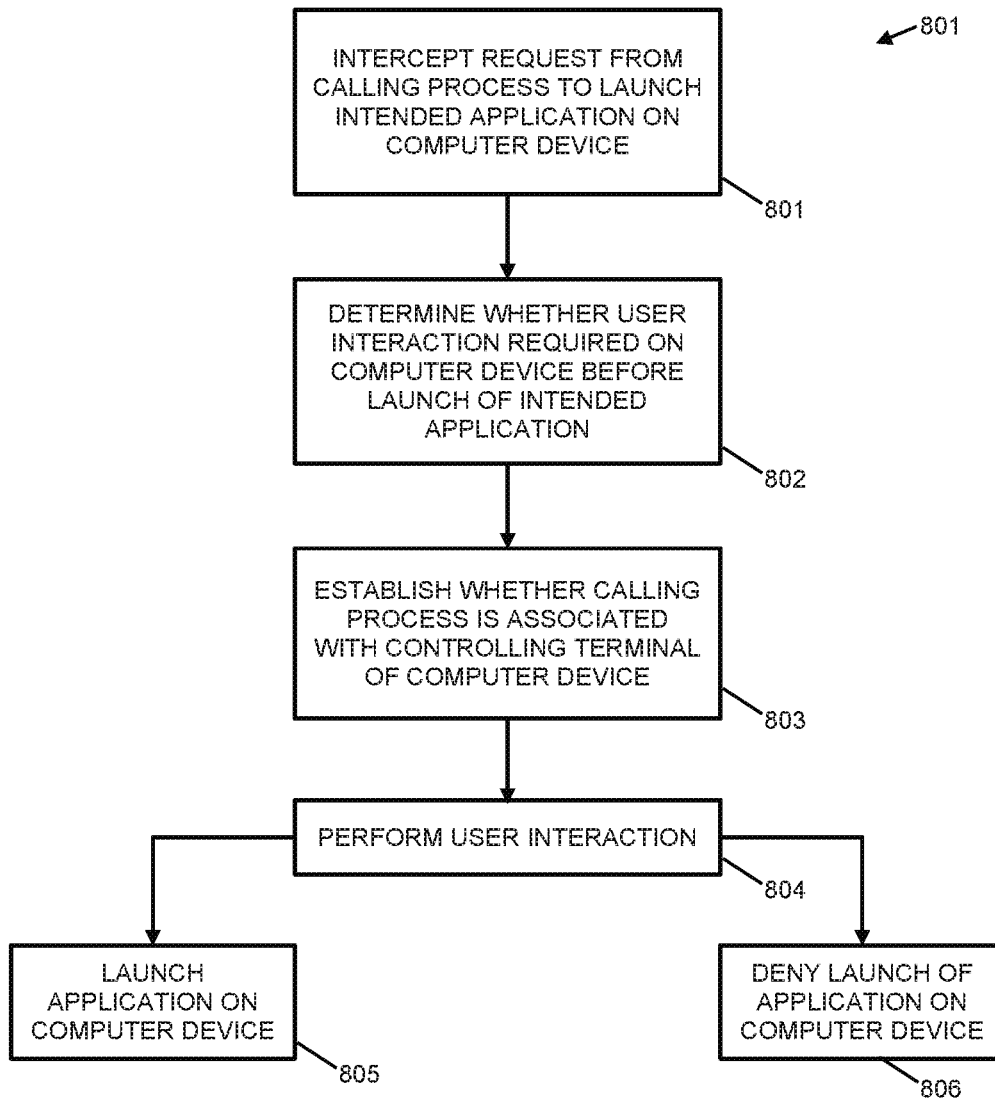 801
INTERCEPT REQUEST FROM
CALLING PROCESS TO LAUNCH
INTENDED APPLICATION ON
COMPUTER DEVICE
801
DETERMINE WHETHER USER
INTERACTION REQUIRED ON
COMPUTER DEVICE BEFORE
LAUNCH OF INTENDED
APPLICATION
802
ESTABLISH WHETHER CALLING
PROCESS IS ASSOCIATED
WITH CONTROLLING TERMINAL
OF COMPUTER DEVICE
803
PERFORM USER INTERACTION
804
LAUNCH
APPLICATION ON
COMPUTER DEVICE
805
DENY LAUNCH OF
APPLICATION ON
COMPUTER DEVICE
806